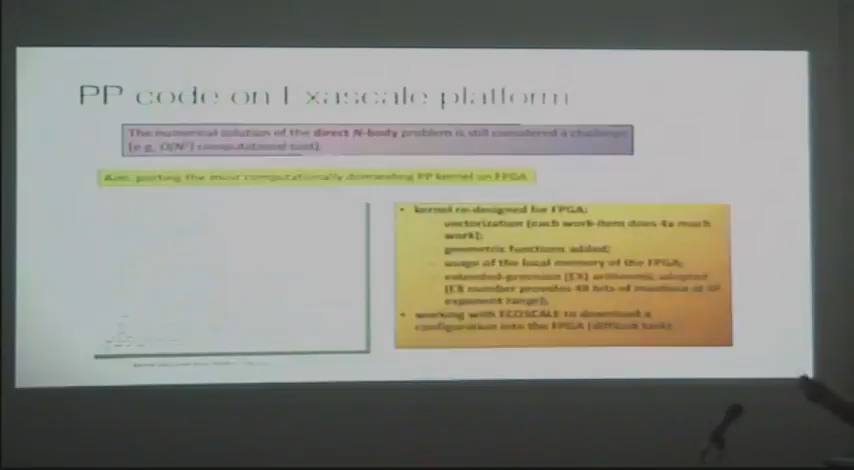 PP code on Exascale platform
The numerical solution of the direct N-body problem is still considered a challenge
(e.g. O(N²) computational cost).
Aim: porting the most computationally demanding PP kernel on FPGA
• kernel re-designed for FPGA:
vectorization (each work-item does 4x much
work);
geometric functions added;
- usage of the local memory of the FPGA;
extended-precision (EX) arithmetic adopted
(EX number provides 48 bits of mantissa at SP
exponent range);
• working with ECOSCALE to download a
configuration into the FPGA (difficult task)